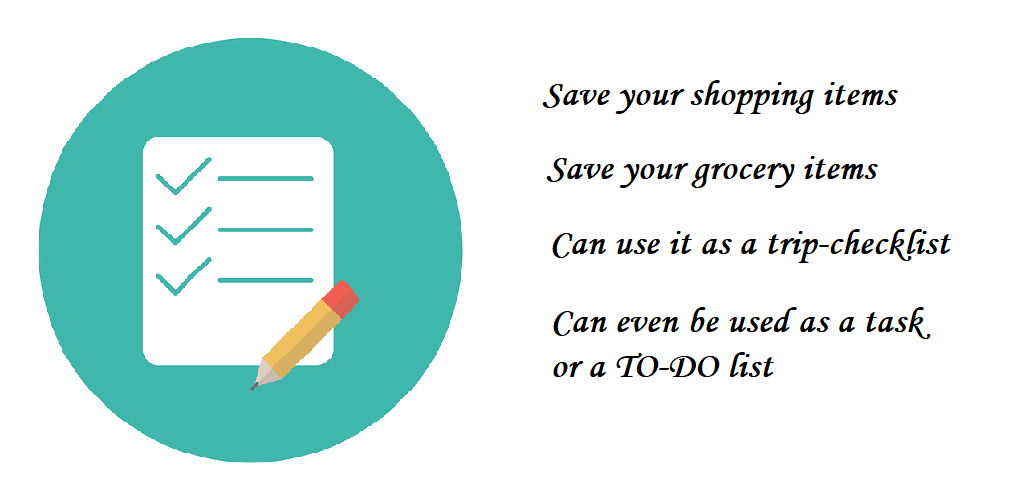 Save your shopping items
Save your grocery items
Can use it as a trip-checklist
Can even be used as a task
or a TO-DO list